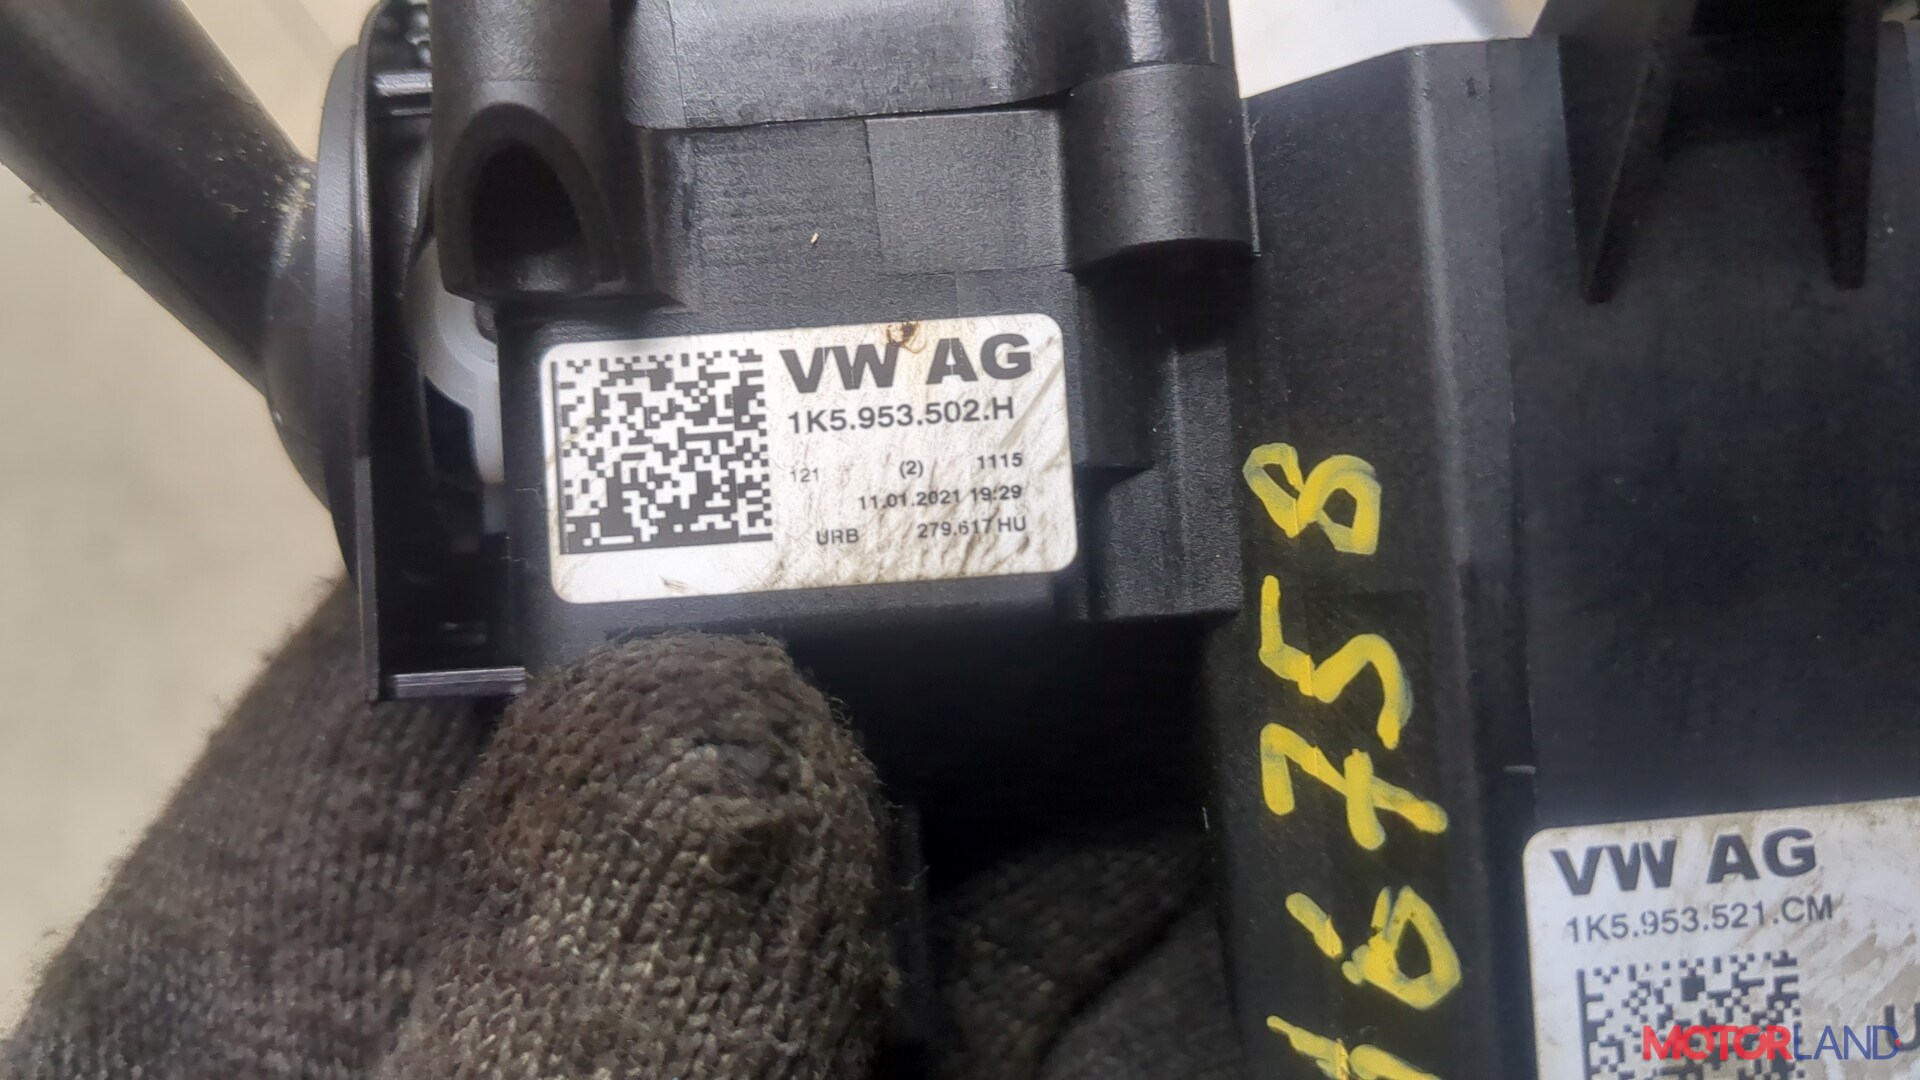 VW AG
1K5.953.502.H
121 (2) 1115
11.01.2021 19:29
URB 279.617 HU
VW AG
1K5.953.521.CM
U
MOTORLAND